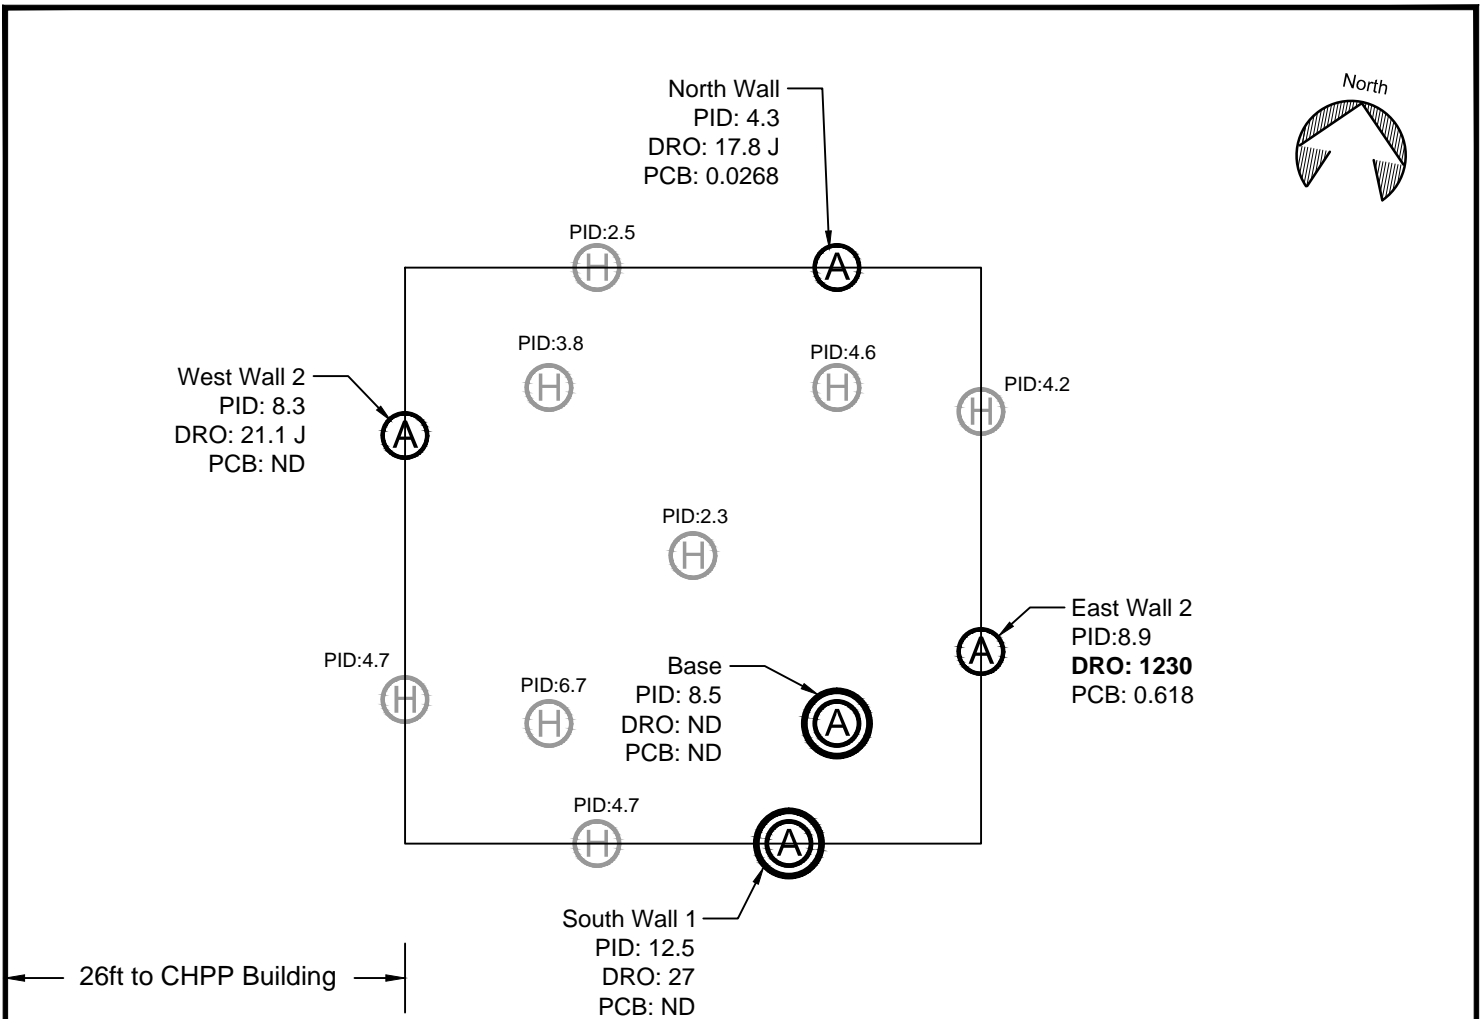 North
North Wall
PID: 4.3
DRO: 17.8 J
PCB: 0.0268
PID:2.5
H
A
PID:3.8
H
PID:4.6
H
PID:4.2
H
West Wall 2
PID: 8.3
DRO: 21.1 J
PCB: ND
A
PID:2.3
H
East Wall 2
PID:8.9
DRO: 1230
PCB: 0.618
A
PID:4.7
H
PID:6.7
H
Base
PID: 8.5
DRO: ND
PCB: ND
A
PID:4.7
H
A
South Wall 1
PID: 12.5
DRO: 27
PCB: ND
26ft to CHPP Building